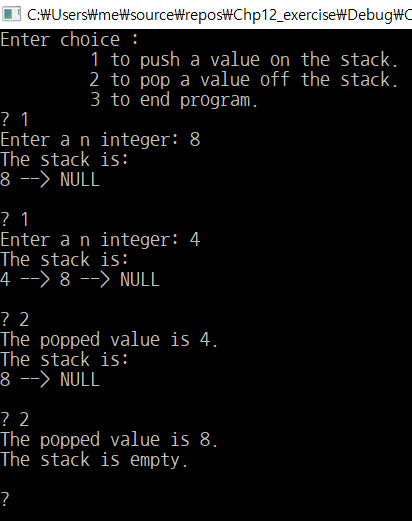 C:₩Users₩me₩source₩repos₩Chp12_exercise₩Debug₩C
Enter choice :
1 to push a value on the stack.
2 to pop a value off the stack.
3 to end program.
? 1
Enter a n integer: 8
The stack is:
8 --> NULL
? 1
Enter a n integer: 4
The stack is:
4 --> 8 --> NULL
? 2
The popped value is 4.
The stack is:
8 --> NULL
? 2
The popped value is 8.
The stack is empty.
?